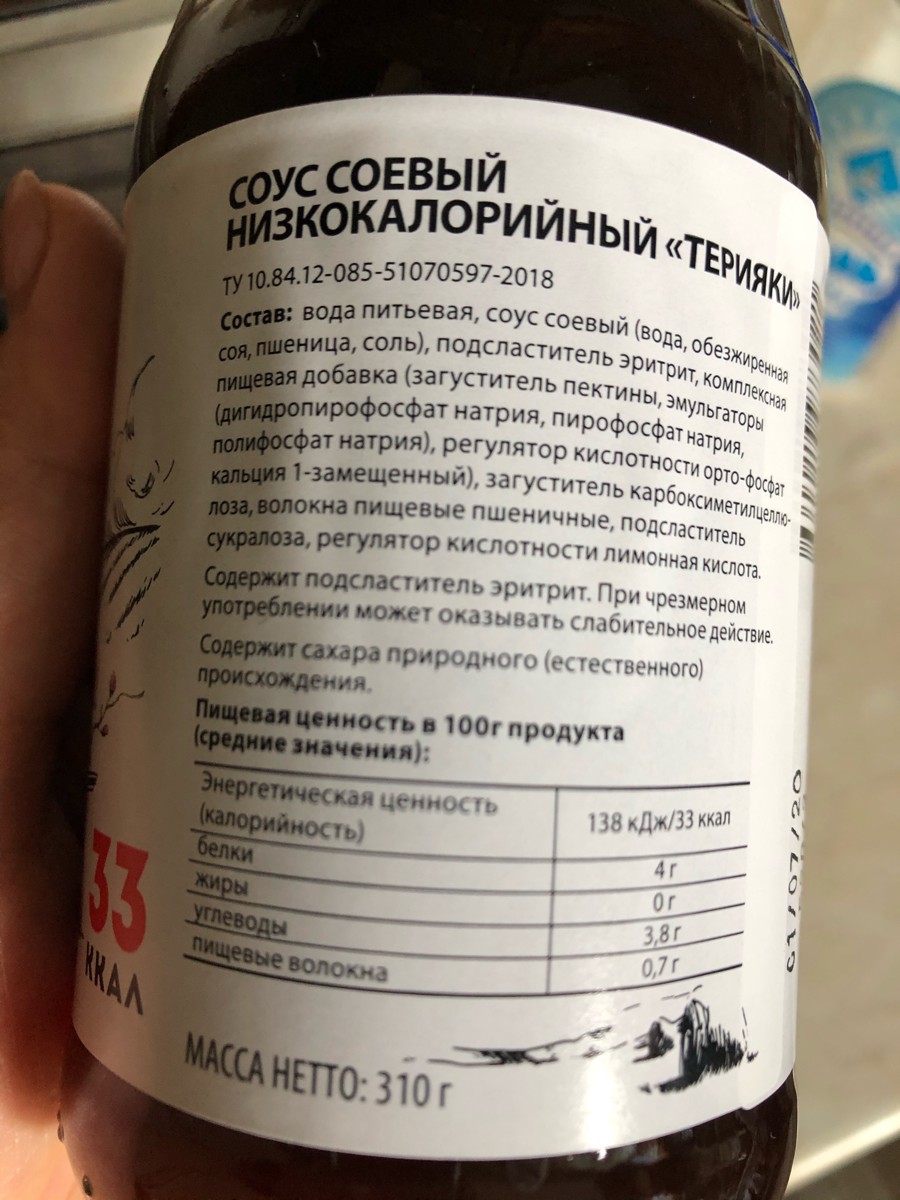 СОУС СОЕВЫЙ
НИЗКОКАЛОРИЙНЫЙ «ТЕРИЯКИ»
ТУ 10.84.12-085-51070597-2018
Состав: вода питьевая, соус соевый (вода, обезжиренная
соя, пшеница, соль), подсластитель эритрит, комплексная
пищевая добавка (загуститель пектины, эмульгаторы
(дигидропирофосфат натрия, пирофосфат натрия,
полифосфат натрия), регулятор кислотности орто-фосфат
кальция 1-замещенный), загуститель карбоксиметилцеллю-
лоза, волокна пищевые пшеничные, подсластитель
сукралоза, регулятор кислотности лимонная кислота.
Содержит подсластитель эритрит. При чрезмерном
употреблении может оказывать слабительное действие.
Содержит сахара природного (естественного)
происхождения.
Пищевая ценность в 100г продукта
(средние значения):
Энергетическая ценность
(калорийность) 138 кДж/33 ккал
белки 4 г
жиры 0 г
углеводы 3,8 г
пищевые волокна 0,7 г
МАССА НЕТТО: 310 г
33
ККАЛ